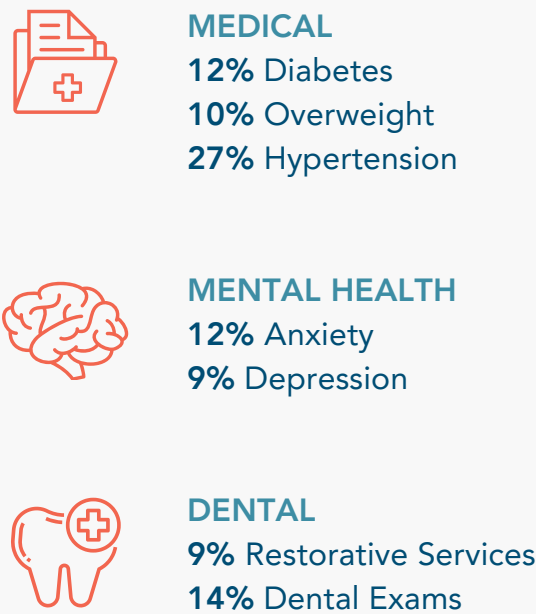 MEDICAL
12% Diabetes
10% Overweight
27% Hypertension
MENTAL HEALTH
12% Anxiety
9% Depression
DENTAL
9% Restorative Services
14% Dental Exams